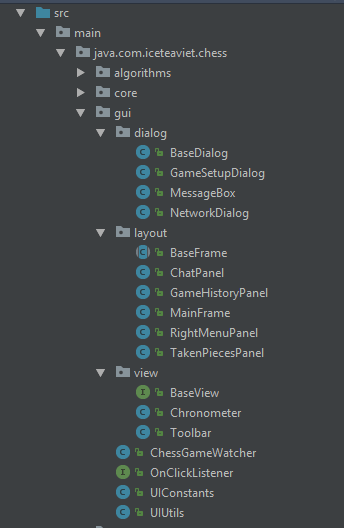 src
main
java.com.iceteaviet.chess
algorithms
core
gui
dialog
C BaseDialog
C GameSetupDialog
C MessageBox
C NetworkDialog
layout
C BaseFrame
C ChatPanel
C GameHistoryPanel
C MainFrame
C RightMenuPanel
C TakenPiecesPanel
view
I BaseView
C Chronometer
C Toolbar
C ChessGameWatcher
I OnClickListener
C UIConstants
C UIUtils